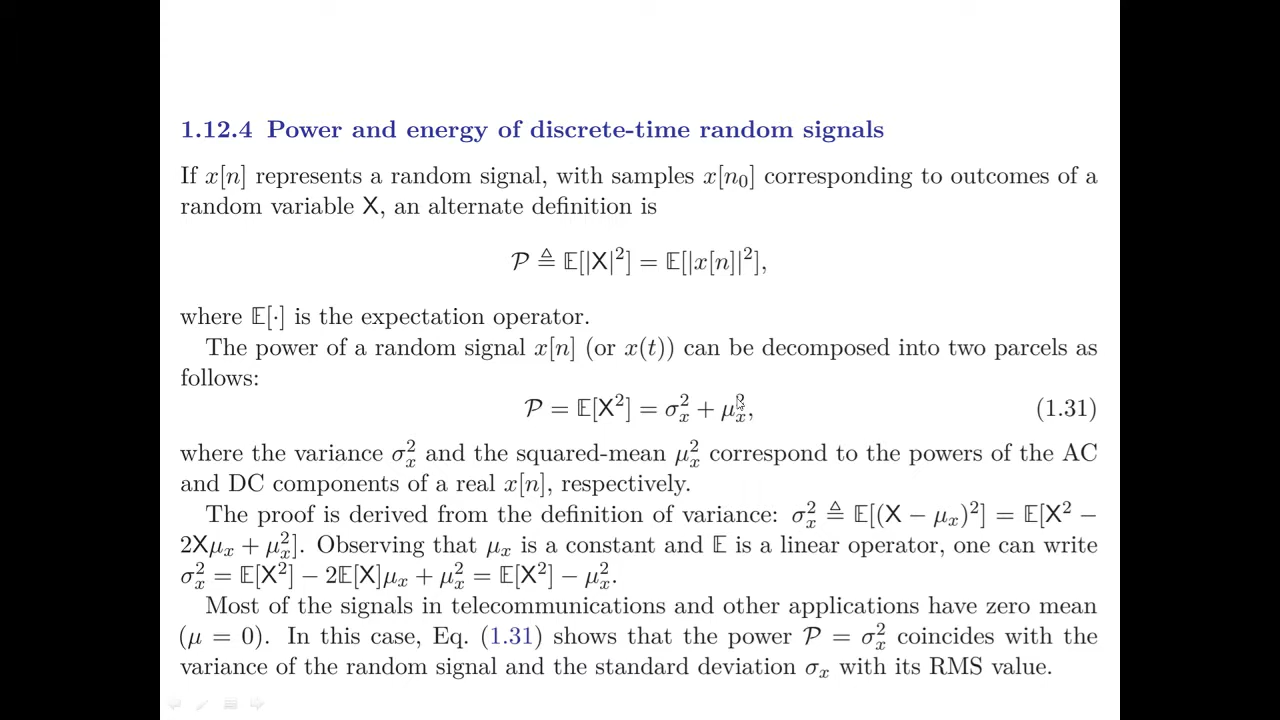 1.12.4 Power and energy of discrete-time random signals
If x[n] represents a random signal, with samples x[n₀] corresponding to outcomes of a
random variable X, an alternate definition is
𝒫 ≜ 𝔼[|X|²] = 𝔼[|x[n]|²],
where 𝔼[·] is the expectation operator.
The power of a random signal x[n] (or x(t)) can be decomposed into two parcels as
follows:
𝒫 = 𝔼[X²] = σₓ² + μₓ², (1.31)
where the variance σₓ² and the squared-mean μₓ² correspond to the powers of the AC
and DC components of a real x[n], respectively.
The proof is derived from the definition of variance: σₓ² ≜ 𝔼[(X − μₓ)²] = 𝔼[X² −
2Xμₓ + μₓ²]. Observing that μₓ is a constant and 𝔼 is a linear operator, one can write
σₓ² = 𝔼[X²] − 2𝔼[X]μₓ + μₓ² = 𝔼[X²] − μₓ².
Most of the signals in telecommunications and other applications have zero mean
(μ = 0). In this case, Eq. (1.31) shows that the power 𝒫 = σₓ² coincides with the
variance of the random signal and the standard deviation σₓ with its RMS value.